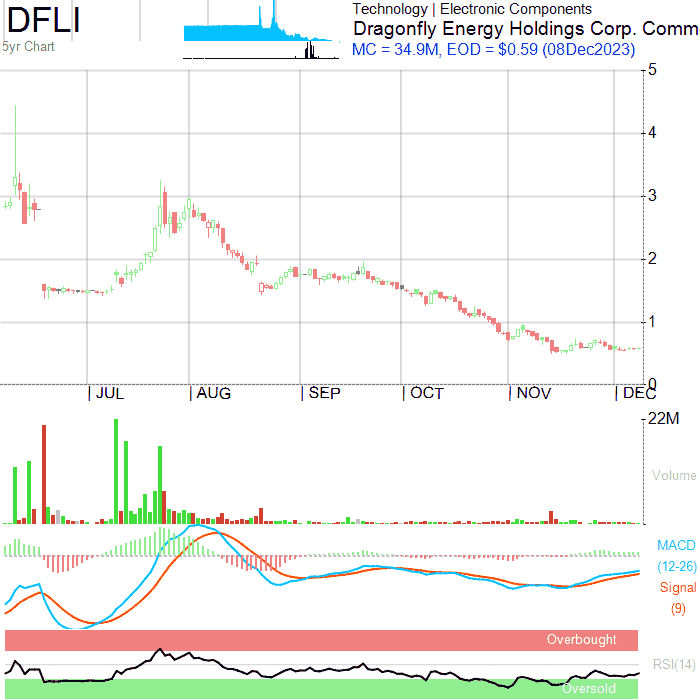 DFLI
5yr Chart
Technology | Electronic Components
Dragonfly Energy Holdings Corp. Comm
MC = 34.9M, EOD = $0.59 (08Dec2023)
5
4
3
2
1
0
JUL
AUG
SEP
OCT
NOV
DEC
22M
Volume
MACD
(12-26)
Signal
(9)
Overbought
RSI(14)
Oversold